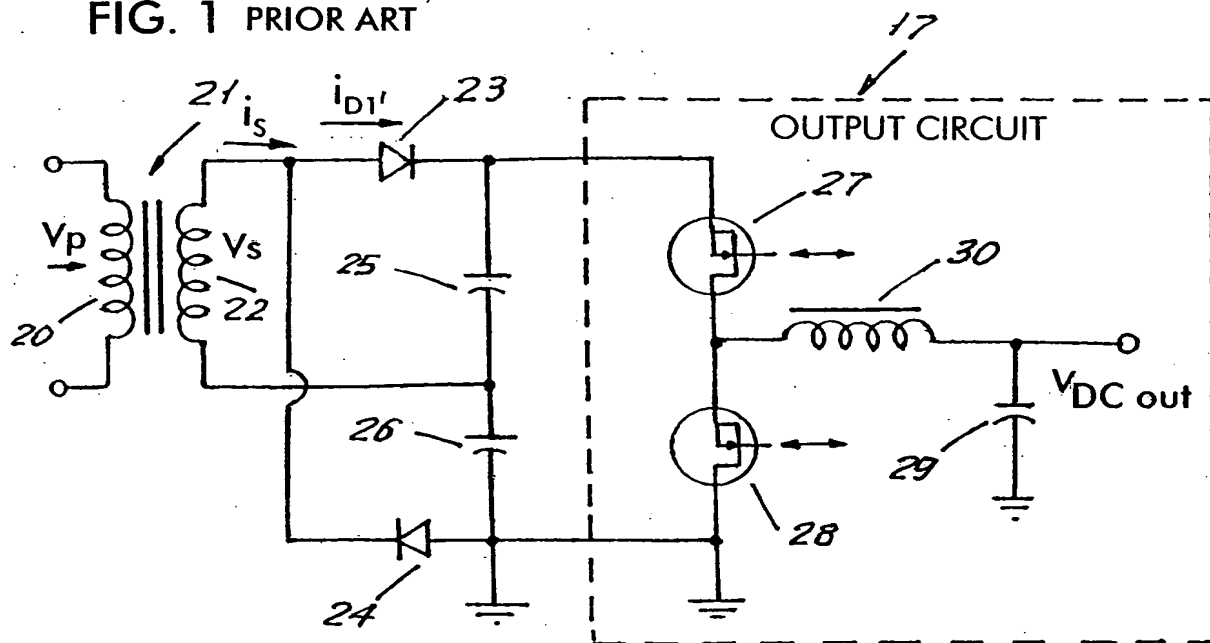 FIG. 1 PRIOR ART
17
21
iS
iD1'
23
OUTPUT CIRCUIT
27
Vp
Vs
25
30
20
22
VDC out
26
29
28
24